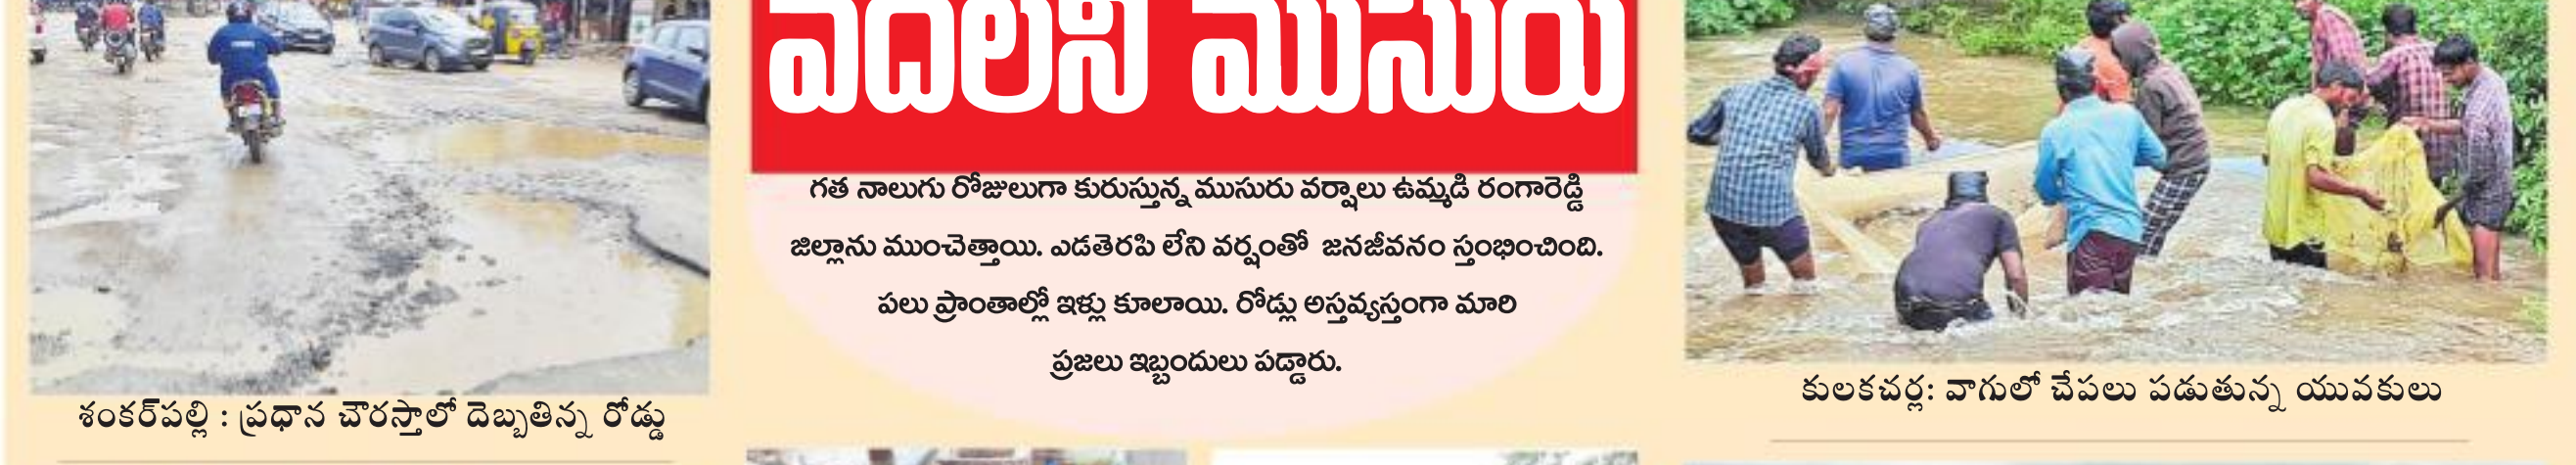 వదలని ముసురు
గత నాలుగు రోజులుగా కురుస్తున్న ముసురు వర్షాలు ఉమ్మడి రంగారెడ్డి
జిల్లాను ముంచెత్తాయి. ఎడతెరపి లేని వర్షంతో జనజీవనం స్తంభించింది.
పలు ప్రాంతాల్లో ఇళ్లు కూలాయి. రోడ్లు అస్తవ్యస్తంగా మారి
ప్రజలు ఇబ్బందులు పడ్డారు.
శంకర్‌పల్లి : ప్రధాన చౌరస్తాలో దెబ్బతిన్న రోడ్డు
కులకచర్ల: వాగులో చేపలు పడుతున్న యువకులు